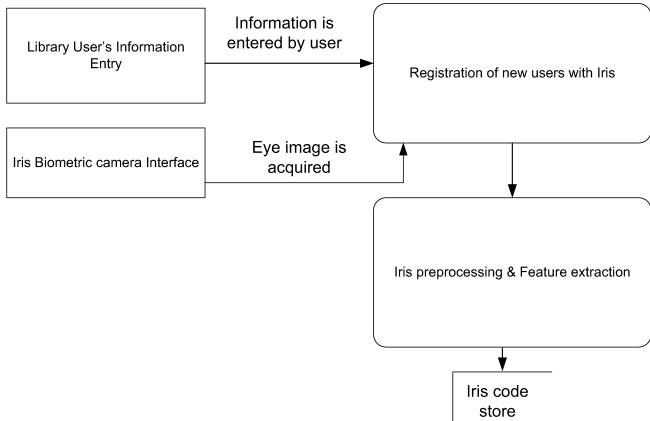 Information is
entered by user
Library User's Information
Entry
Registration of new users with Iris
Iris Biometric camera Interface
Eye image is
acquired
Iris preprocessing & Feature extraction
Iris code
store